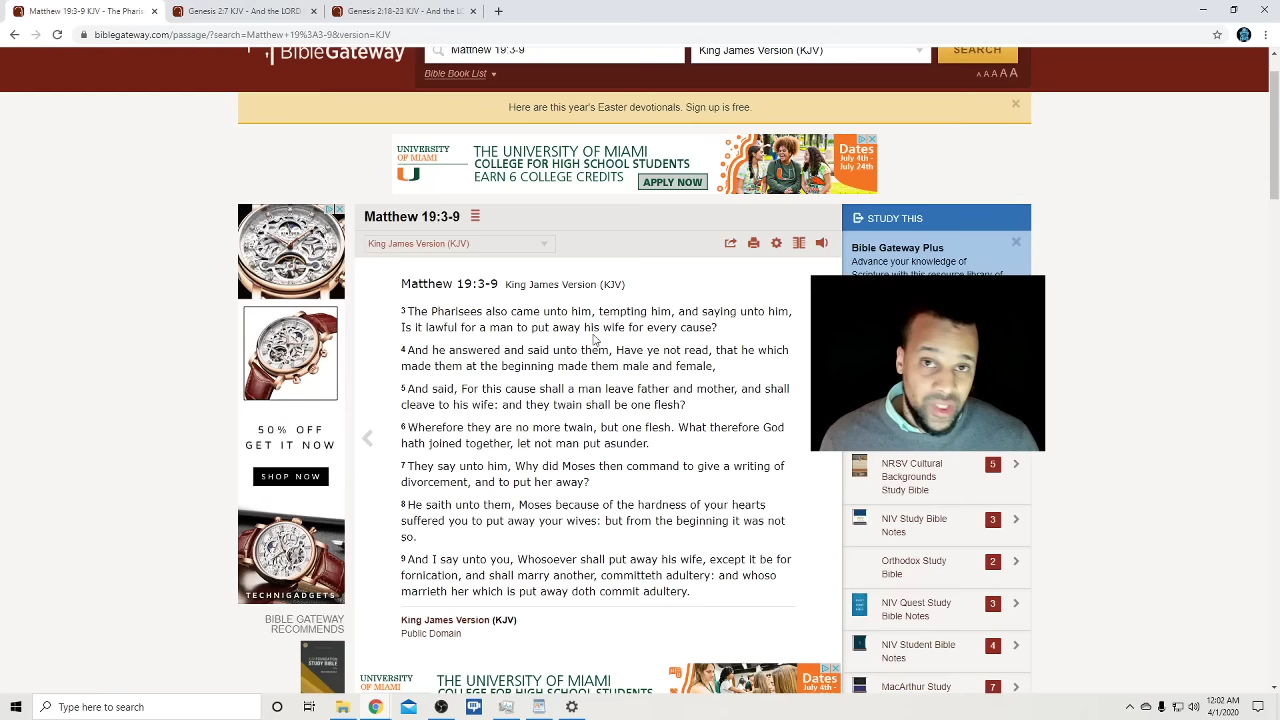 Matthew 19:3-9 KJV - And the
Genesis 2:7 KJV - And the
Genesis 2:18-23 KJV - And the
biblegateway.com/passage/?search=Matthew+19%3A3-9&version=KJV
BibleGateway
Matthew 19:3-9
King James Version (KJV)
SEARCH
Bible Book List
A A A A A
Here are this year's Easter devotionals. Sign up is free.
UNIVERSITY
OF MIAMI
THE UNIVERSITY OF MIAMI
COLLEGE FOR HIGH SCHOOL STUDENTS
EARN 6 COLLEGE CREDITS
APPLY NOW
Dates
July 4th -
July 24th
50% OFF
GET IT NOW
SHOP NOW
TECHNIGADGETS
BIBLE GATEWAY
RECOMMENDS
STUDY BIBLE
Matthew 19:3-9
King James Version (KJV)
Matthew 19:3-9 King James Version (KJV)
3 The Pharisees also came unto him, tempting him, and saying unto him,
Is it lawful for a man to put away his wife for every cause?
4 And he answered and said unto them, Have ye not read, that he which
made them at the beginning made them male and female,
5 And said, For this cause shall a man leave father and mother, and shall
cleave to his wife: and they twain shall be one flesh?
6 Wherefore they are no more twain, but one flesh. What therefore God
hath joined together, let not man put asunder.
7 They say unto him, Why did Moses then command to give a writing of
divorcement, and to put her away?
8 He saith unto them, Moses because of the hardness of your hearts
suffered you to put away your wives: but from the beginning it was not
so.
9 And I say unto you, Whosoever shall put away his wife, except it be for
fornication, and shall marry another, committeth adultery: and whoso
marrieth her which is put away doth commit adultery.
King James Version (KJV)
Public Domain
UNIVERSITY
OF MIAMI
THE UNIVERSITY OF MIAMI
COLLEGE FOR HIGH SCHOOL STUDENTS
Dates
July 4th -
STUDY THIS
Bible Gateway Plus
Advance your knowledge of
Scripture with this resource library of
NRSV Cultural
Backgrounds
Study Bible
5
NIV Study Bible
Notes
3
Orthodox Study
Bible
2
NIV Quest Study
Bible Notes
3
NIV Student Bible
Notes
4
MacArthur Study
7
Type here to search
12:02 AM
4/1/2020